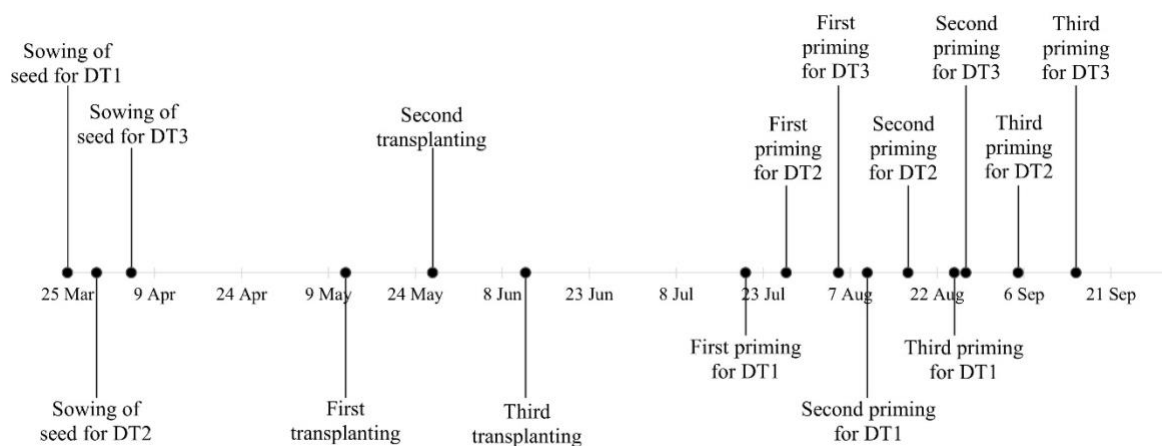 Sowing of
seed for DT1
Sowing of
seed for DT3
Second
transplanting
First
priming
for DT2
First
priming
for DT3
Second
priming
for DT2
Second
priming
for DT3
Third
priming
for DT2
Third
priming
for DT3
25 Mar
9 Apr
24 Apr
9 May
24 May
8 Jun
23 Jun
8 Jul
23 Jul
7 Aug
22 Aug
6 Sep
21 Sep
Sowing of
seed for DT2
First
transplanting
Third
transplanting
First priming
for DT1
Second priming
for DT1
Third priming
for DT1